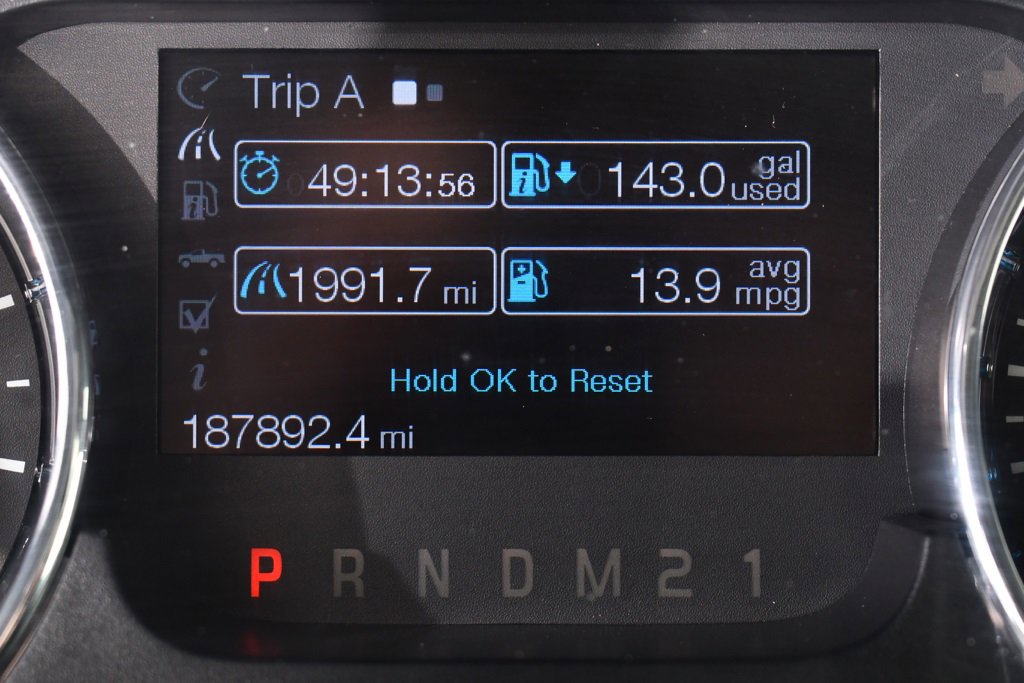 Trip A
49:13:56
143.0 gal used
1991.7 mi
13.9 avg mpg
Hold OK to Reset
187892.4 mi
P R N D M 2 1